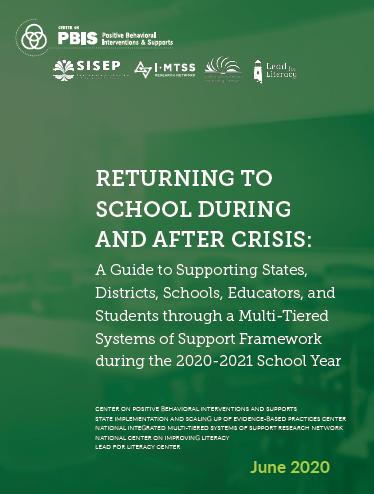 CENTER ON
PBIS Positive Behavioral
Interventions & Supports
SISEP
I-MTSS
RESEARCH NETWORK
Lead for
Literacy
RETURNING TO
SCHOOL DURING
AND AFTER CRISIS:
A Guide to Supporting States,
Districts, Schools, Educators, and
Students through a Multi-Tiered
Systems of Support Framework
during the 2020-2021 School Year
CENTER ON POSITIVE BEHAVIORAL INTERVENTIONS AND SUPPORTS
STATE IMPLEMENTATION AND SCALING UP OF EVIDENCE-BASED PRACTICES CENTER
NATIONAL INTEGRATED MULTI-TIERED SYSTEMS OF SUPPORT RESEARCH NETWORK
NATIONAL CENTER ON IMPROVING LITERACY
LEAD FOR LITERACY CENTER
June 2020